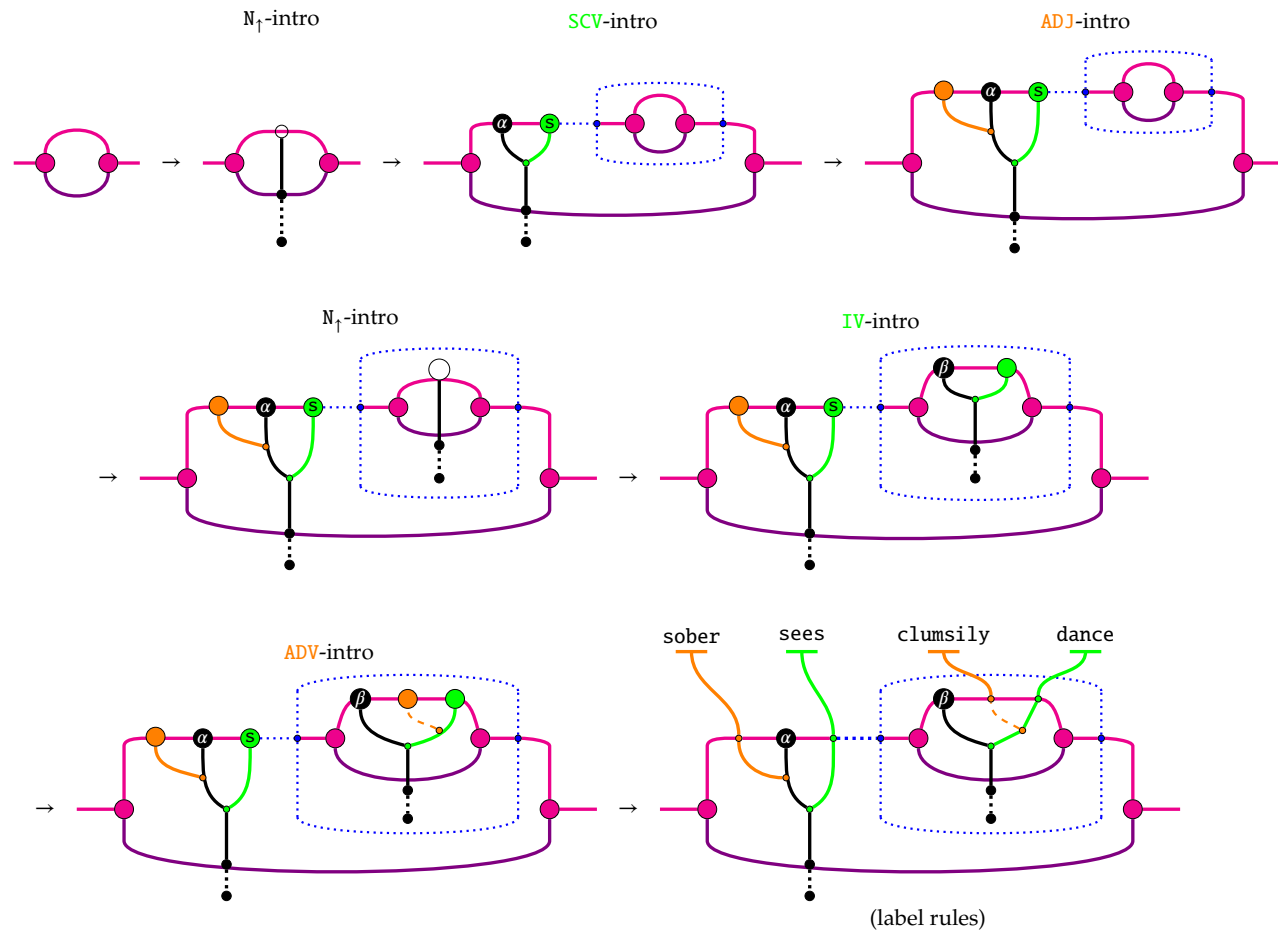 N↑-intro
SCV-intro
ADJ-intro
→ → α S → α S
N↑-intro
IV-intro
→ α S → α S β
ADV-intro
sober sees clumsily dance
→ α S β → α β
(label rules)